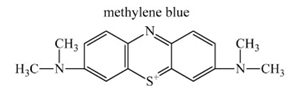 methylene blue
N
CH3 CH3
H3C—N S+ N—CH3